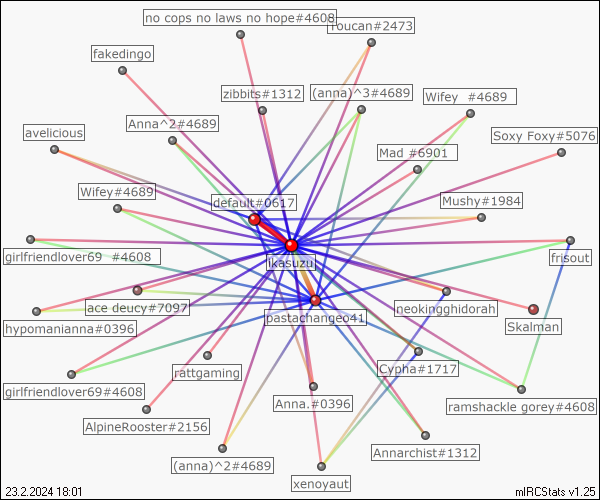 no cops no laws no hope#4608
Toucan#2473
fakedingo
zibbits#1312
(anna)^3#4689
Wifey #4689
Anna^2#4689
avelicious
Soxy Foxy#5076
Mad #6901
Wifey#4689
default#0617
Mushy#1984
girlfriendlover69 #4608
ikasuzu
frisout
ace deucy#7097
neokingghidorah
hypomanianna#0396
pastachangeo41
Skalman
rattgaming
Cypha#1717
girlfriendlover69#4608
Anna.#0396
ramshackle gorey#4608
AlpineRooster#2156
Annarchist#1312
(anna)^2#4689
xenoyaut
23.2.2024 18:01
mIRCStats v1.25